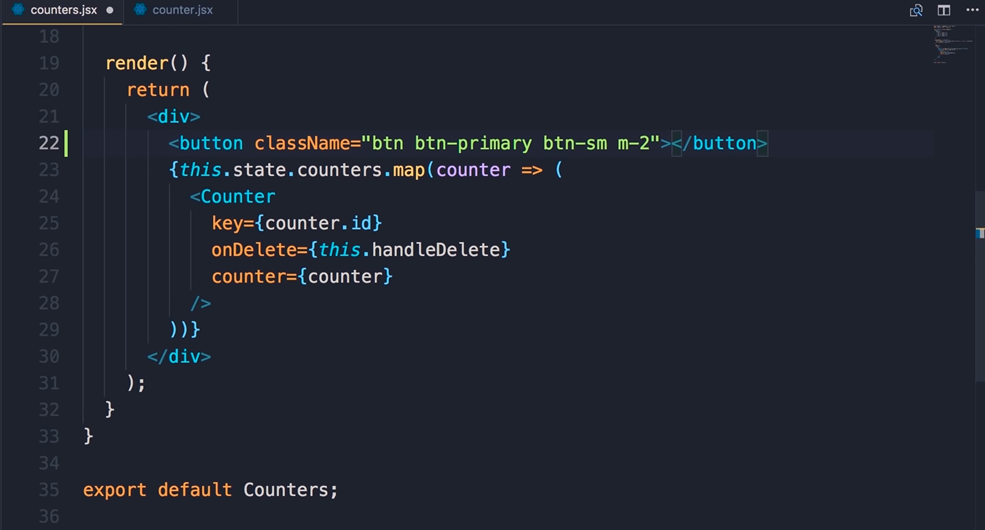 counters.jsx
counter.jsx
18
19 render() {
20 return (
21 <div>
22 <button className="btn btn-primary btn-sm m-2"></button>
23 {this.state.counters.map(counter => (
24 <Counter
25 key={counter.id}
26 onDelete={this.handleDelete}
27 counter={counter}
28 />
29 ))}
30 </div>
31 );
32 }
33 }
34
35 export default Counters;
36